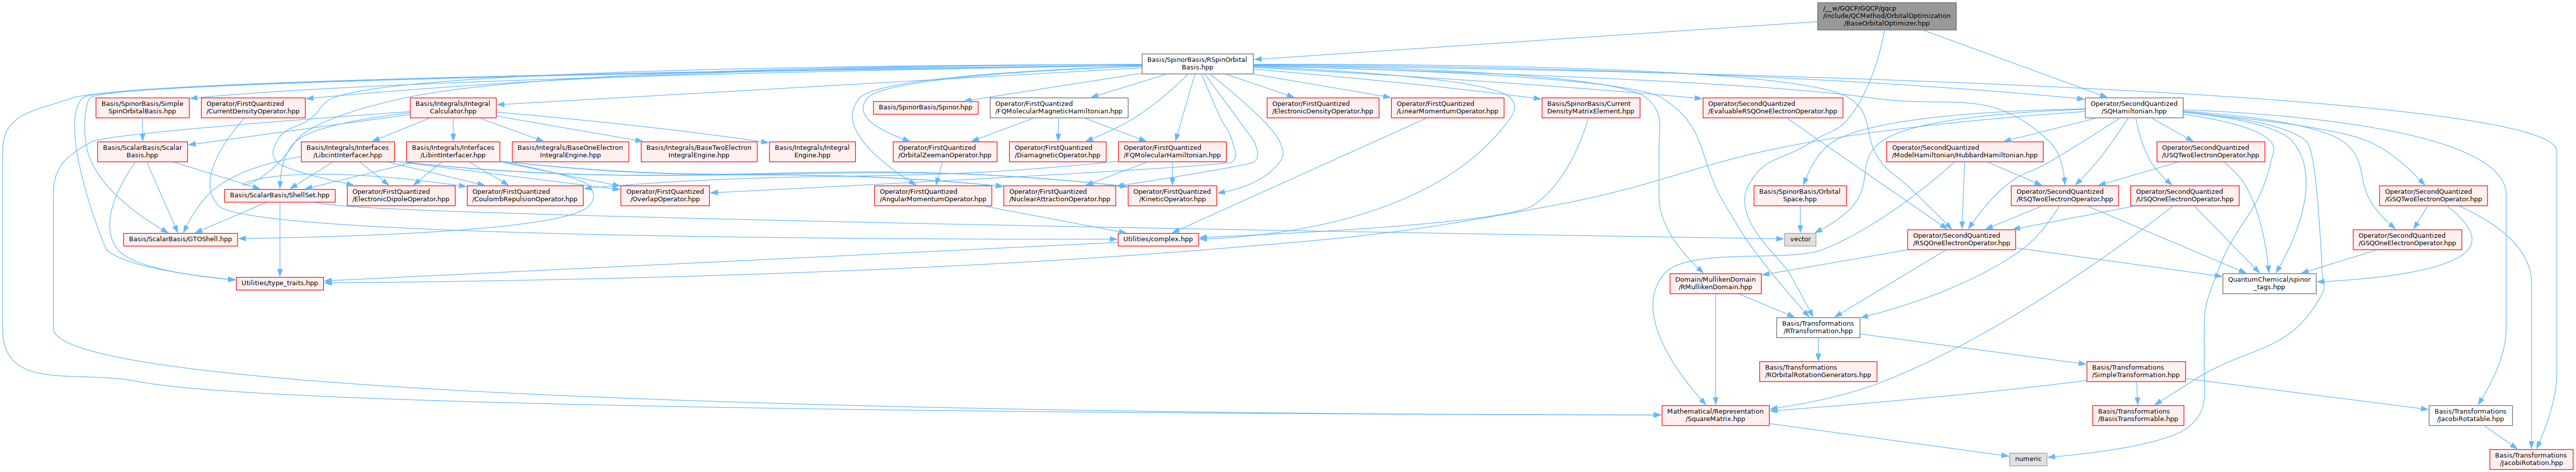 /__w/GQCP/GQCP/gqcp
/include/QCMethod/OrbitalOptimization
/BaseOrbitalOptimizer.hpp
Basis/SpinorBasis/RSpinOrbital
Basis.hpp
Basis/SpinorBasis/Simple
SpinOrbitalBasis.hpp
Operator/FirstQuantized
/CurrentDensityOperator.hpp
Basis/Integrals/Integral
Calculator.hpp
Basis/SpinorBasis/Spinor.hpp
Operator/FirstQuantized
/FQMolecularMagneticHamiltonian.hpp
Operator/FirstQuantized
/ElectronicDensityOperator.hpp
Operator/FirstQuantized
/LinearMomentumOperator.hpp
Basis/SpinorBasis/Current
DensityMatrixElement.hpp
Operator/SecondQuantized
/EvaluableRSQOneElectronOperator.hpp
Operator/SecondQuantized
/SQHamiltonian.hpp
Basis/ScalarBasis/Scalar
Basis.hpp
Basis/Integrals/Interfaces
/LibcintInterfacer.hpp
Basis/Integrals/Interfaces
/LibintInterfacer.hpp
Basis/Integrals/BaseOneElectron
IntegralEngine.hpp
Basis/Integrals/BaseTwoElectron
IntegralEngine.hpp
Basis/Integrals/Integral
Engine.hpp
Operator/FirstQuantized
/OrbitalZeemanOperator.hpp
Operator/FirstQuantized
/DiamagneticOperator.hpp
Operator/FirstQuantized
/FQMolecularHamiltonian.hpp
Operator/SecondQuantized
/ModelHamiltonian/HubbardHamiltonian.hpp
Operator/SecondQuantized
/USQTwoElectronOperator.hpp
Basis/ScalarBasis/ShellSet.hpp
Operator/FirstQuantized
/ElectronicDipoleOperator.hpp
Operator/FirstQuantized
/CoulombRepulsionOperator.hpp
Operator/FirstQuantized
/OverlapOperator.hpp
Operator/FirstQuantized
/AngularMomentumOperator.hpp
Operator/FirstQuantized
/NuclearAttractionOperator.hpp
Operator/FirstQuantized
/KineticOperator.hpp
Basis/SpinorBasis/Orbital
Space.hpp
Operator/SecondQuantized
/RSQTwoElectronOperator.hpp
Operator/SecondQuantized
/USQOneElectronOperator.hpp
Operator/SecondQuantized
/GSQTwoElectronOperator.hpp
Basis/ScalarBasis/GTOShell.hpp
Utilities/complex.hpp
vector
Operator/SecondQuantized
/RSQOneElectronOperator.hpp
Operator/SecondQuantized
/GSQOneElectronOperator.hpp
Utilities/type_traits.hpp
Domain/MullikenDomain
/RMullikenDomain.hpp
QuantumChemical/spinor
_tags.hpp
Basis/Transformations
/RTransformation.hpp
Basis/Transformations
/ROrbitalRotationGenerators.hpp
Basis/Transformations
/SimpleTransformation.hpp
Mathematical/Representation
/SquareMatrix.hpp
Basis/Transformations
/BasisTransformable.hpp
Basis/Transformations
/JacobiRotatable.hpp
numeric
Basis/Transformations
/JacobiRotation.hpp